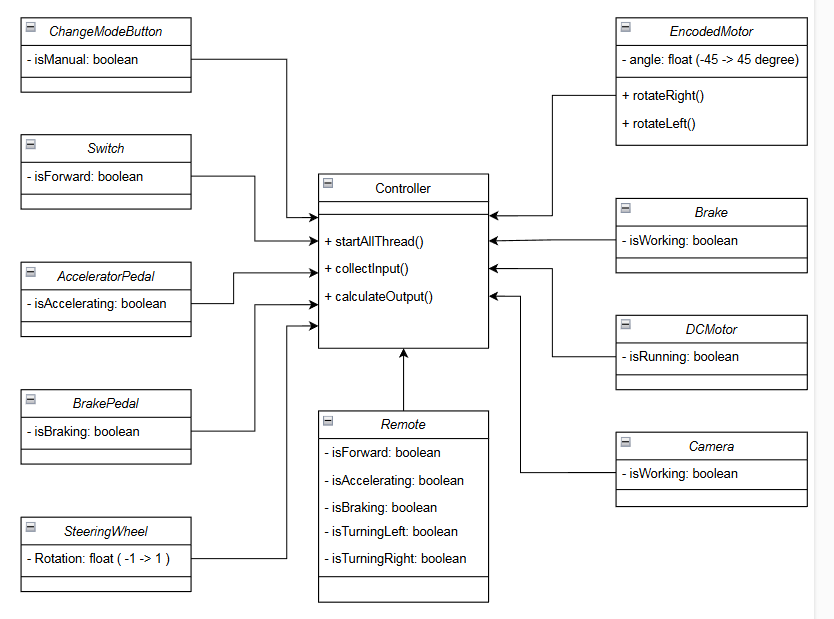 ChangeModeButton
- isManual: boolean
Switch
- isForward: boolean
AcceleratorPedal
- isAccelerating: boolean
BrakePedal
- isBraking: boolean
SteeringWheel
- Rotation: float ( -1 -> 1 )
Controller
+ startAllThread()
+ collectInput()
+ calculateOutput()
Remote
- isForward: boolean
- isAccelerating: boolean
- isBraking: boolean
- isTurningLeft: boolean
- isTurningRight: boolean
EncodedMotor
- angle: float (-45 -> 45 degree)
+ rotateRight()
+ rotateLeft()
Brake
- isWorking: boolean
DCMotor
- isRunning: boolean
Camera
- isWorking: boolean